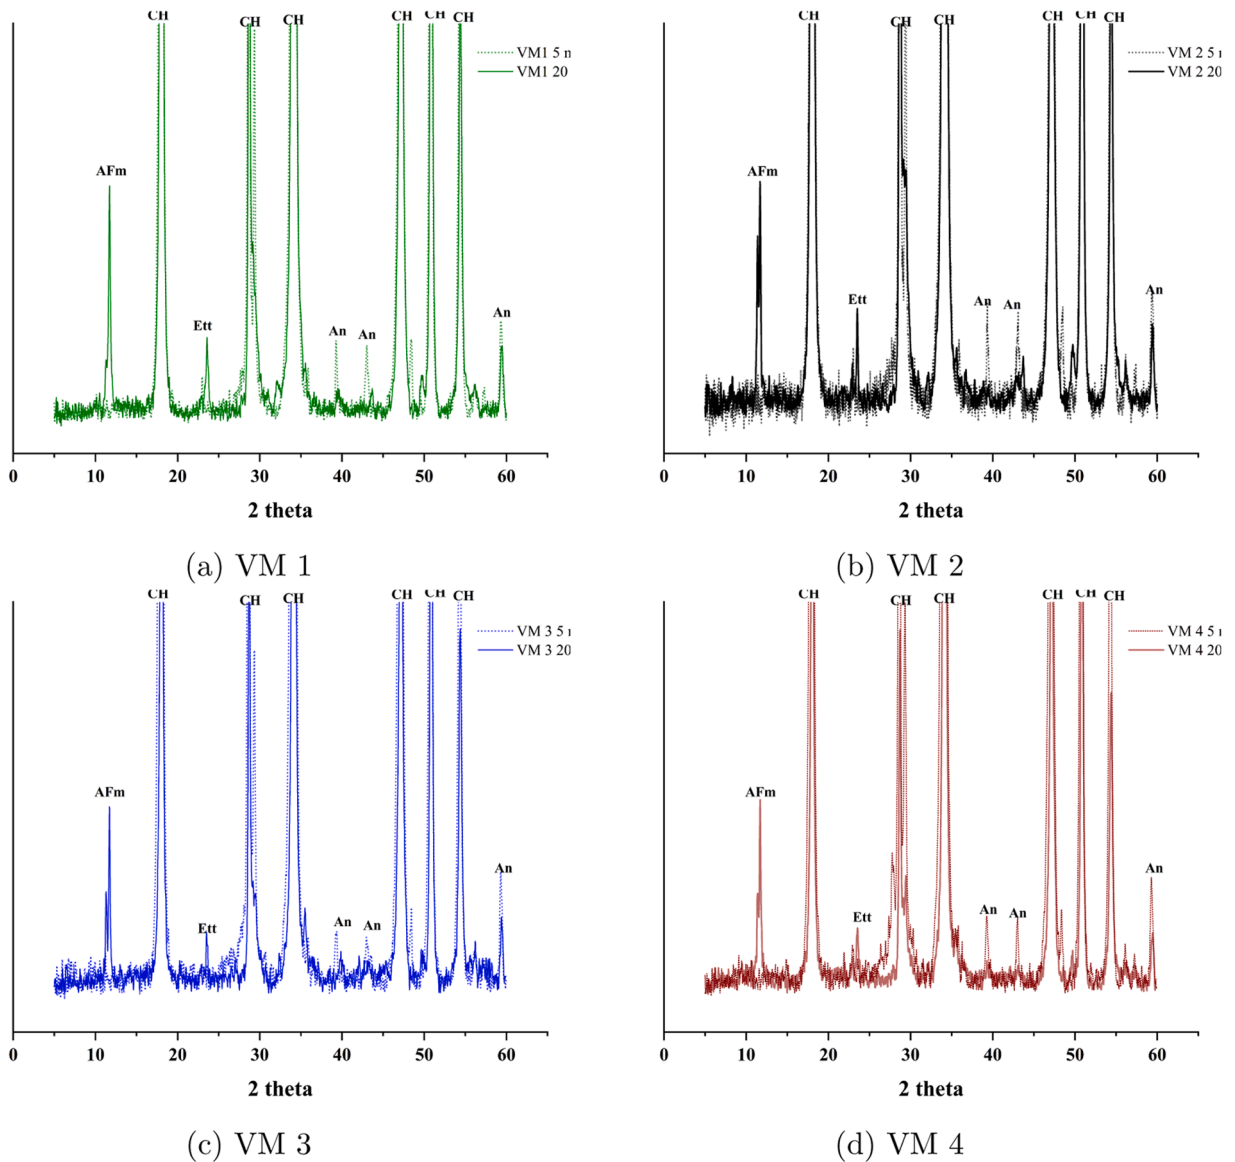 CH CH CH CH CH CH
VM1 5 n
VM1 20
AFm
Ett
An An An
0 10 20 30 40 50 60
2 theta
(a) VM 1
CH CH CH CH CH CH
VM 2 5 r
VM 2 20
AFm
Ett
An An An
0 10 20 30 40 50 60
2 theta
(b) VM 2
CH CH CH CH CH CH
VM 3 5 r
VM 3 20
AFm
Ett
An An An
0 10 20 30 40 50 60
2 theta
(c) VM 3
CH CH CH CH CH CH
VM 4 5 r
VM 4 20
AFm
Ett
An An An
0 10 20 30 40 50 60
2 theta
(d) VM 4